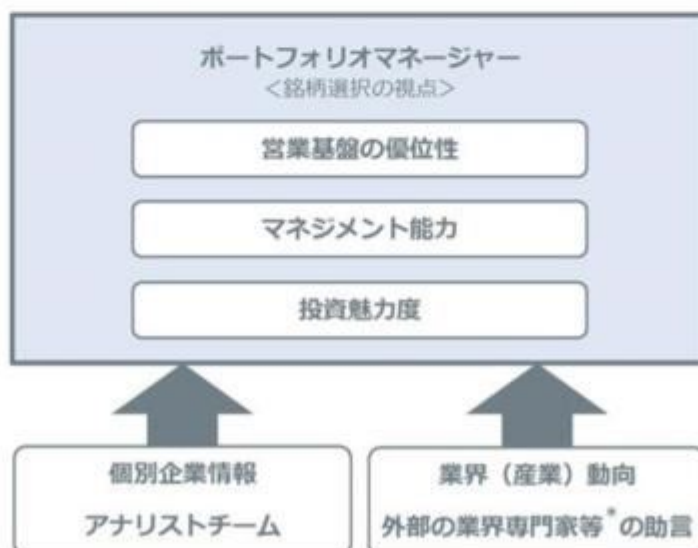 ポートフォリオマネージャー
＜銘柄選択の視点＞
営業基盤の優位性
マネジメント能力
投資魅力度
個別企業情報
アナリストチーム
業界（産業）動向
外部の業界専門家等*の助言